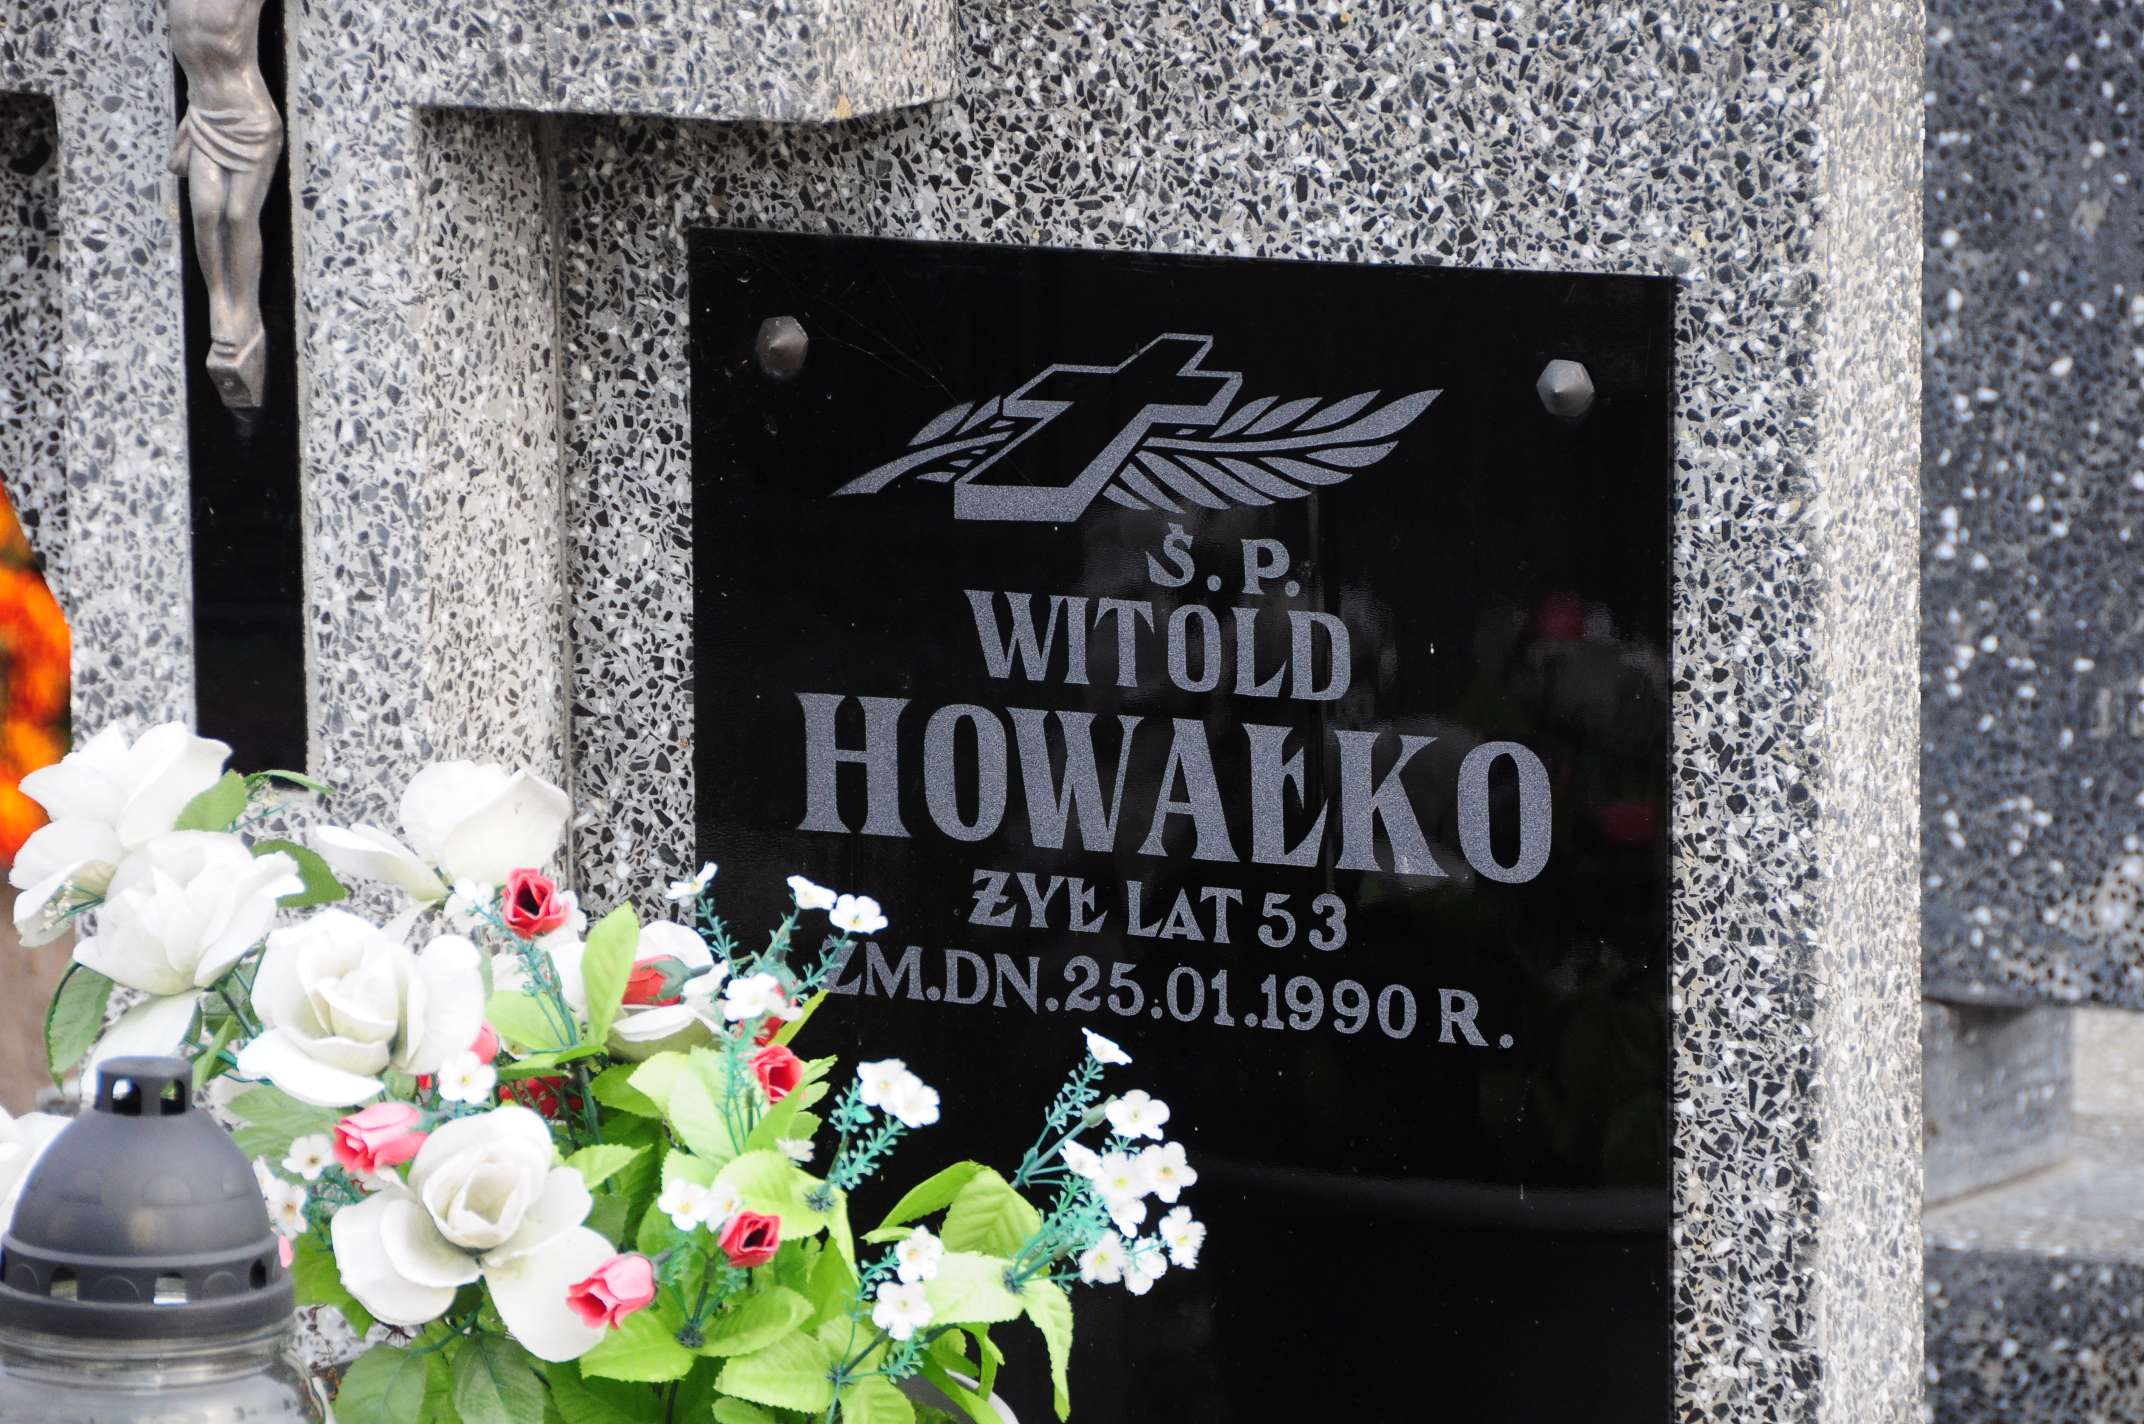 Ś. P.
WITOLD
HOWAŁKO
ŻYŁ LAT 53
ZM.DN.25.01.1990 R.